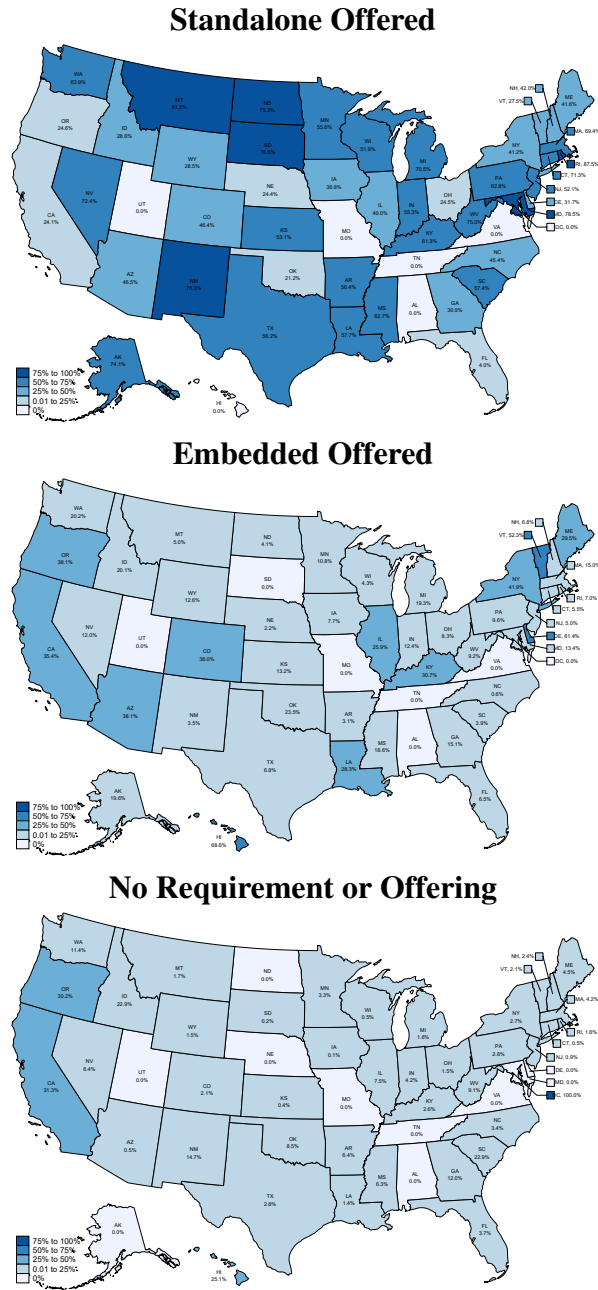 Standalone Offered
WA
63.9%
OR
24.6%
CA
24.1%
NV
72.4%
ID
28.6%
MT
WY
28.5%
UT
0.0%
AZ
46.5%
CO
46.4%
NM
ND
SD
NE
24.4%
KS
53.1%
OK
21.2%
TX
56.2%
MN
55.6%
IA
36.9%
MO
0.0%
AR
56.4%
LA
57.7%
WI
51.9%
IL
40.0%
MI
70.5%
IN
55.3%
OH
24.5%
KY
61.3%
TN
0.0%
MS
62.7%
AL
0.0%
GA
30.9%
FL
4.0%
SC
57.4%
NC
45.4%
VA
0.0%
WV
75.0%
PA
62.8%
NY
41.2%
ME
41.6%
NH, 42.0%
VT, 27.5%
MA, 69.4%
RI, 87.5%
CT, 71.3%
NJ, 52.1%
DE, 31.7%
MD, 78.5%
DC, 0.0%
AK
74.1%
HI
0.0%
75% to 100%
50% to 75%
25% to 50%
0.01 to 25%
0%
Embedded Offered
WA
20.2%
OR
38.1%
CA
35.4%
NV
12.0%
ID
20.1%
MT
5.0%
WY
12.6%
UT
0.0%
AZ
38.1%
CO
36.0%
NM
3.5%
ND
4.1%
SD
0.0%
NE
2.2%
KS
13.2%
OK
23.5%
TX
6.8%
MN
10.8%
IA
7.7%
MO
0.0%
AR
3.1%
LA
28.3%
WI
4.3%
IL
25.9%
MI
19.3%
IN
12.4%
OH
8.3%
KY
30.7%
TN
0.0%
MS
18.6%
AL
0.0%
GA
15.1%
FL
6.5%
SC
3.9%
NC
0.6%
VA
0.0%
WV
9.2%
PA
9.6%
NY
41.9%
ME
29.5%
NH, 6.8%
VT, 52.3%
MA, 15.0%
RI, 7.0%
CT, 5.5%
NJ, 5.0%
DE, 61.4%
MD, 13.4%
DC, 0.0%
AK
19.6%
HI
68.6%
75% to 100%
50% to 75%
25% to 50%
0.01 to 25%
0%
No Requirement or Offering
WA
11.4%
OR
30.2%
CA
31.3%
NV
6.4%
ID
22.9%
MT
1.7%
WY
1.5%
UT
0.0%
AZ
0.5%
CO
2.1%
NM
14.7%
ND
0.0%
SD
0.2%
NE
0.0%
KS
0.4%
OK
8.5%
TX
2.8%
MN
3.3%
IA
0.1%
MO
0.0%
AR
6.4%
LA
1.4%
WI
0.5%
IL
7.5%
MI
1.6%
IN
4.2%
OH
1.5%
KY
2.6%
TN
0.0%
MS
6.3%
AL
0.0%
GA
12.0%
FL
3.7%
SC
22.9%
NC
3.4%
VA
0.0%
WV
9.1%
PA
2.8%
NY
2.7%
ME
4.5%
NH, 2.4%
VT, 2.1%
MA, 4.2%
RI, 1.6%
CT, 0.5%
NJ, 0.9%
DE, 0.0%
MD, 0.0%
DC, 100.0%
AK
0.0%
HI
25.1%
75% to 100%
50% to 75%
25% to 50%
0.01 to 25%
0%